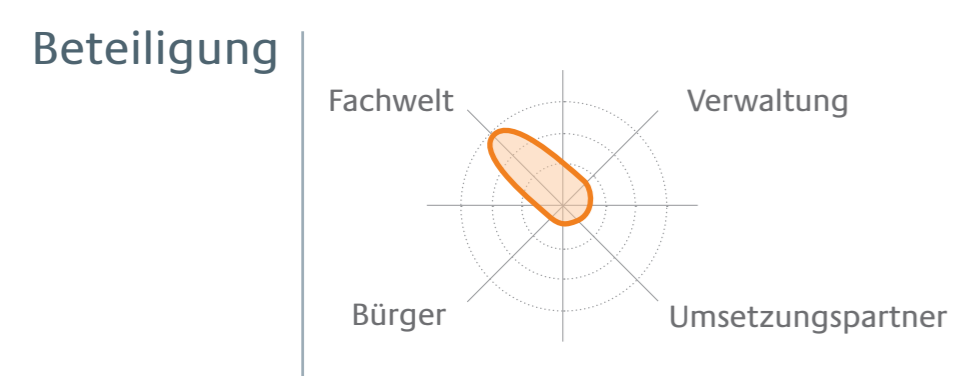 Beteiligung
Fachwelt
Verwaltung
Bürger
Umsetzungspartner